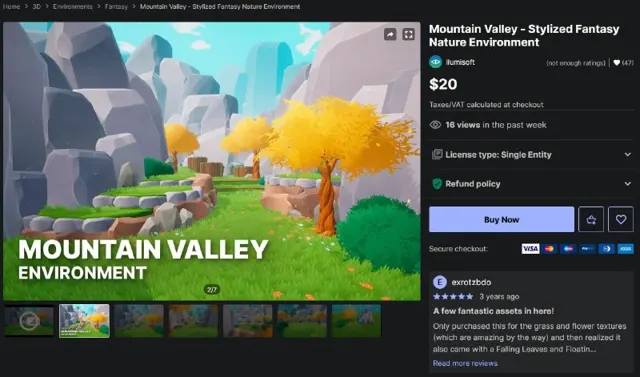 Home > 3D > Environments > Fantasy > Mountain Valley - Stylized Fantasy Nature Environment
MOUNTAIN VALLEY
ENVIRONMENT
2/7
Mountain Valley - Stylized Fantasy
Nature Environment
ilumisoft (not enough ratings) | (47)
$20
Taxes/VAT calculated at checkout
16 views in the past week
License type: Single Entity
Refund policy
Buy Now
Secure checkout: VISA
E exrotzbdo
3 years ago
A few fantastic assets in here!
Only purchased this for the grass and flower textures
(which are amazing by the way) and then realized it
also came with a Falling Leaves and Floatin...
Read more reviews